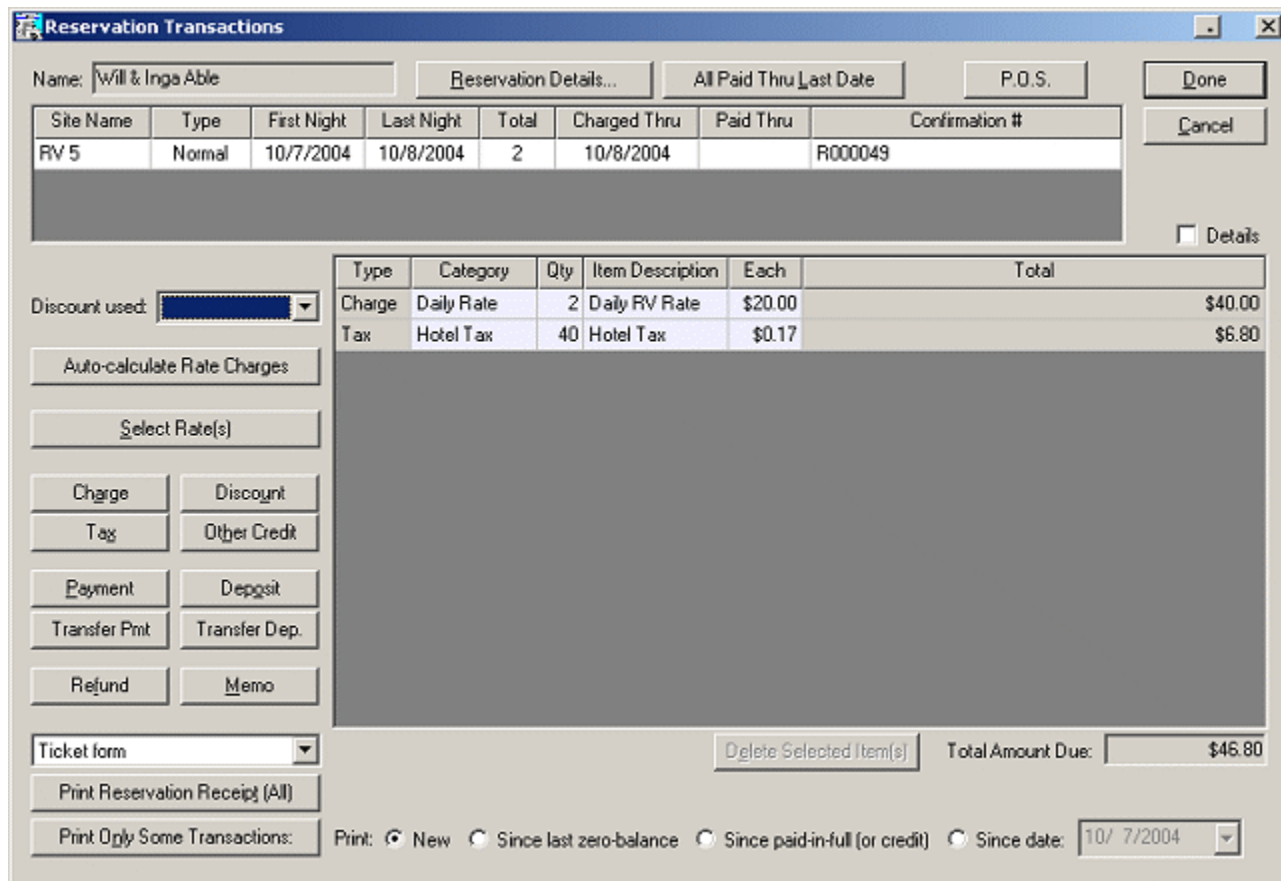 Reservation Transactions
Name: Will & Inga Able Reservation Details... All Paid Thru Last Date P.O.S. Done
Site Name Type First Night Last Night Total Charged Thru Paid Thru Confirmation # Cancel
RV 5 Normal 10/7/2004 10/8/2004 2 10/8/2004 R000049
Details
Type Category Qty Item Description Each Total
Discount used: Charge Daily Rate 2 Daily RV Rate $20.00 $40.00
Tax Hotel Tax 40 Hotel Tax $0.17 $6.80
Auto-calculate Rate Charges
Select Rate(s)
Charge Discount
Tax Other Credit
Payment Deposit
Transfer Pmt Transfer Dep.
Refund Memo
Ticket form Delete Selected Item(s) Total Amount Due: $46.80
Print Reservation Receipt (All)
Print Only Some Transactions: Print: New Since last zero-balance Since paid-in-full (or credit) Since date: 10/ 7/2004